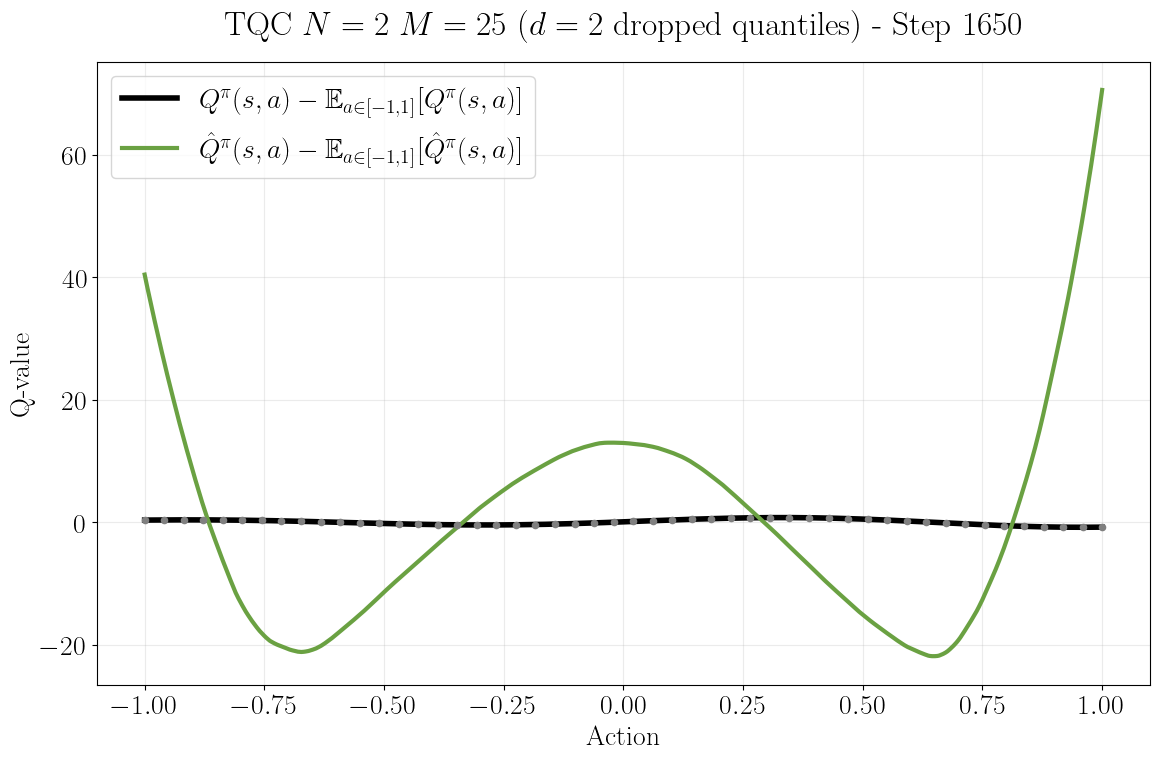 TQC N = 2 M = 25 (d = 2 dropped quantiles) - Step 1650
Q^π(s, a) − 𝔼_{a∈[−1,1]}[Q^π(s, a)]
Q̂^π(s, a) − 𝔼_{a∈[−1,1]}[Q̂^π(s, a)]
60
40
20
0
−20
Q-value
−1.00 −0.75 −0.50 −0.25 0.00 0.25 0.50 0.75 1.00
Action